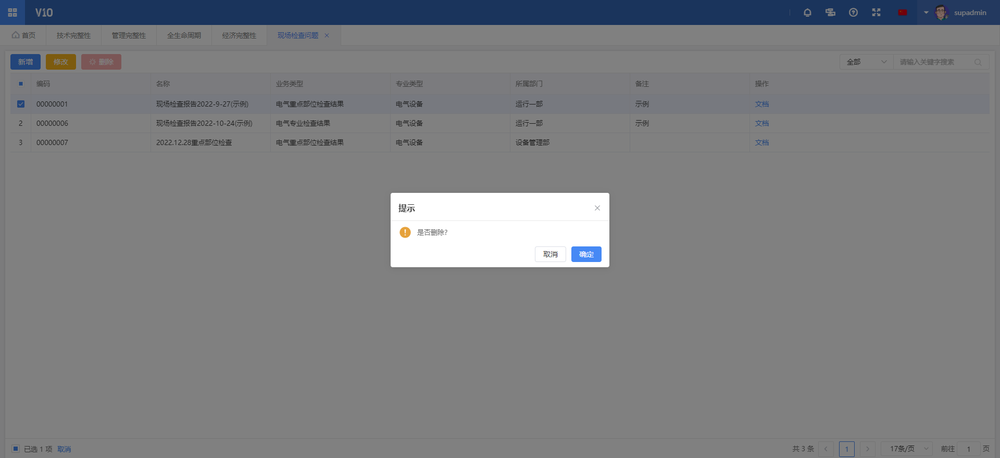 V10
supadmin
首页 技术完整性 管理完整性 全生命周期 经济完整性 现场检查问题
新增 修改 删除 全部 请输入关键字搜索
编码 名称 业务类型 专业类型 所属部门 备注 操作
00000001 现场检查报告2022-9-27(示例) 电气重点部位检查结果 电气设备 运行一部 示例 文档
2 00000006 现场检查报告2022-10-24(示例) 电气专业检查结果 电气设备 运行一部 示例 文档
3 00000007 2022.12.28重点部位检查 电气重点部位检查结果 电气设备 设备管理部 文档
提示
是否删除?
取消 确定
已选 1 项 取消 共 3 条 1 17条/页 前往 1 页